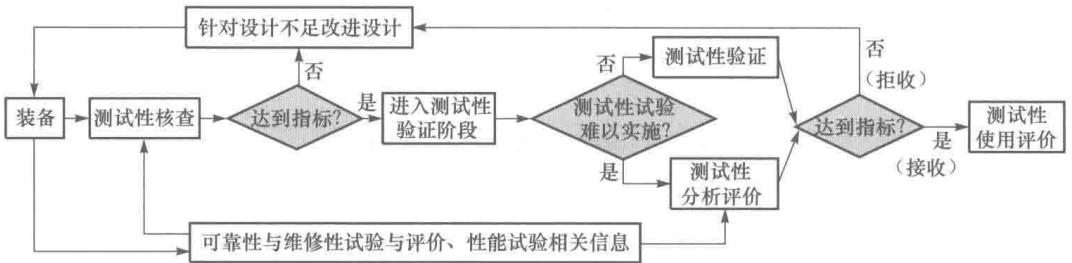 针对设计不足改进设计
否
否
(拒收)
否
测试性验证
装备
测试性核查
达到指标?
是
进入测试性
验证阶段
测试性试验
难以实施?
达到指标?
是
(接收)
测试性
使用评价
是
测试性
分析评价
可靠性与维修性试验与评价、性能试验相关信息